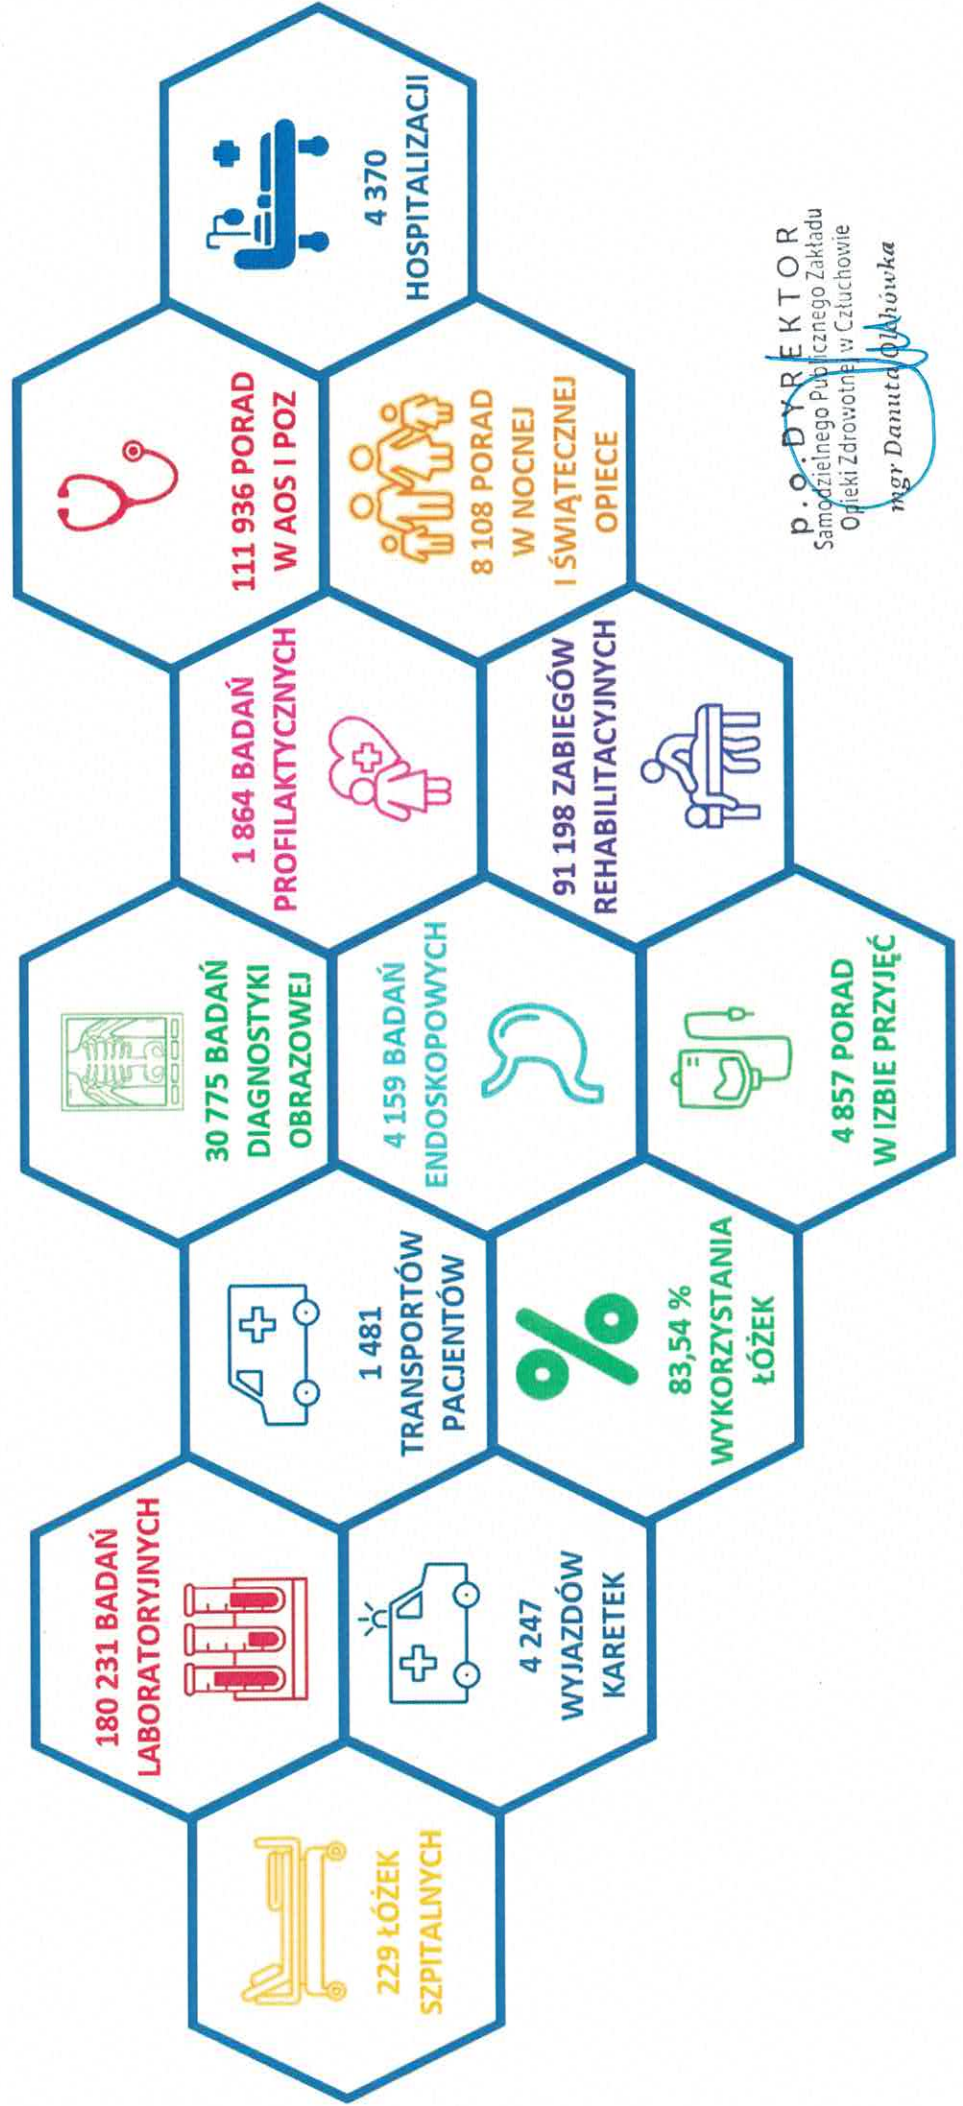 229 ŁÓŻEK
SZPITALNYCH
180 231 BADAŃ
LABORATORYJNYCH
4 247
WYJAZDÓW
KARETEK
1 481
TRANSPORTÓW
PACJENTÓW
83,54 %
WYKORZYSTANIA
ŁÓŻEK
30 775 BADAŃ
DIAGNOSTYKI
OBRAZOWEJ
4 159 BADAŃ
ENDOSKOPOWYCH
4 857 PORAD
W IZBIE PRZYJĘĆ
1 864 BADAŃ
PROFILAKTYCZNYCH
91 198 ZABIEGÓW
REHABILITACYJNYCH
111 936 PORAD
W AOS I POZ
8 108 PORAD
W NOCNEJ
I ŚWIĄTECZNEJ
OPIECE
4 370
HOSPITALIZACJI
p.o. DYREKTOR
Samodzielnego Publicznego Zakładu
Opieki Zdrowotnej w Człuchowie
mgr Danuta